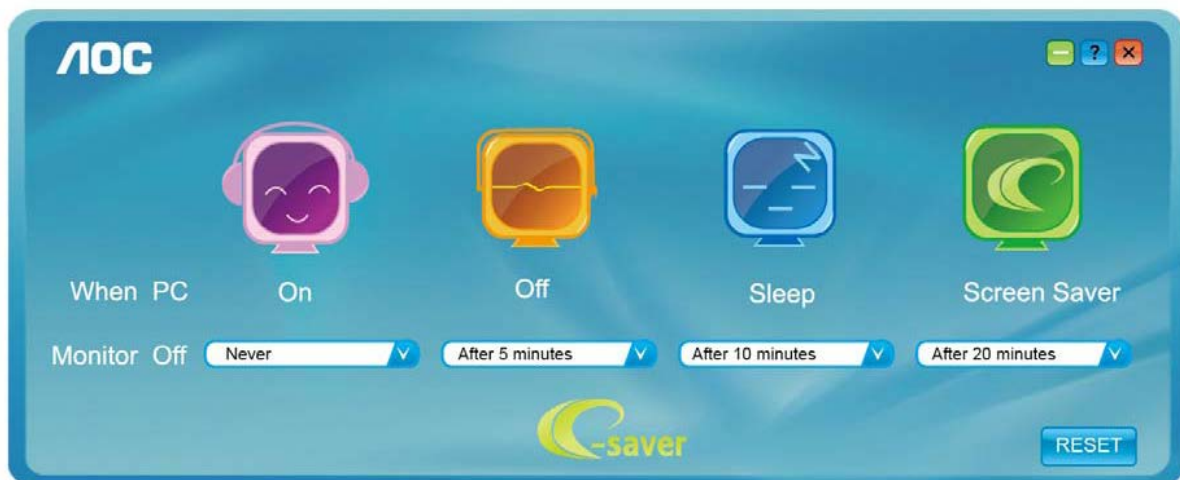 AOC
?
When PC On Off Sleep Screen Saver
Monitor Off Never After 5 minutes After 10 minutes After 20 minutes
e-saver
RESET